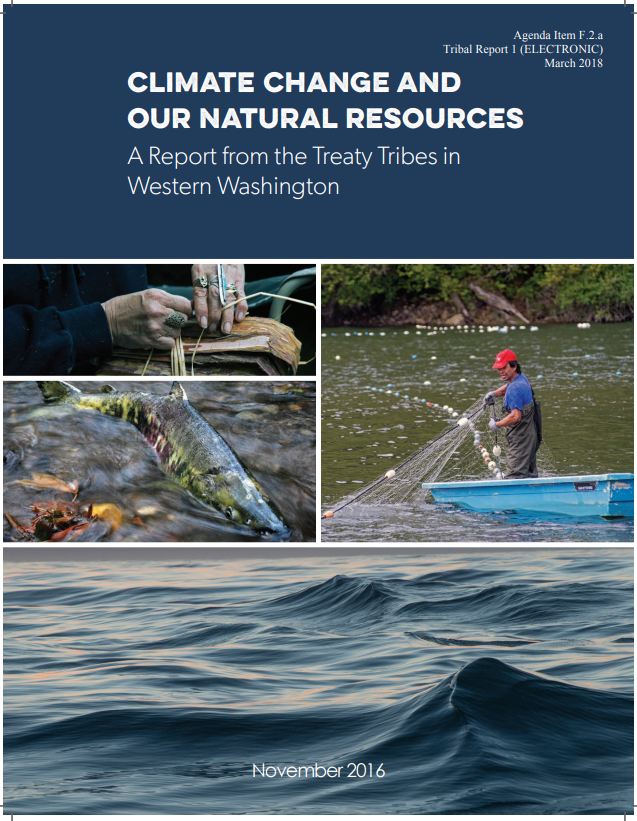 Agenda Item F.2.a
Tribal Report 1 (ELECTRONIC)
March 2018
CLIMATE CHANGE AND
OUR NATURAL RESOURCES
A Report from the Treaty Tribes in
Western Washington
November 2016